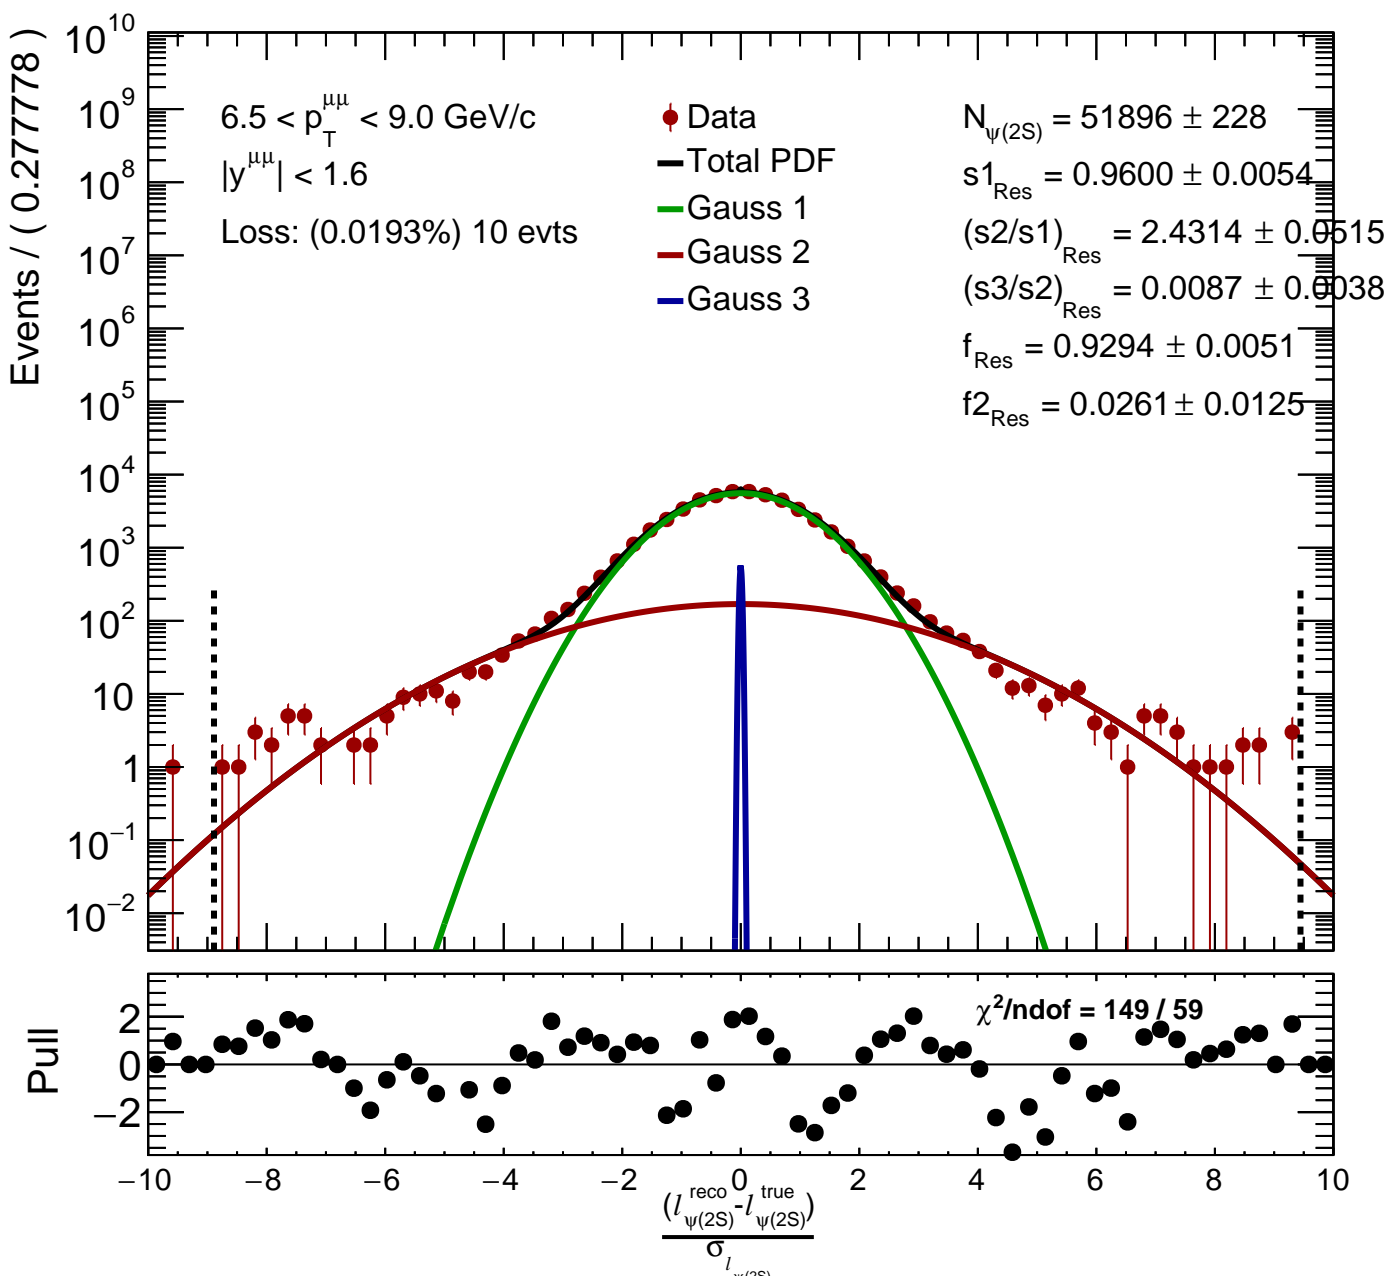 Events / ( 0.2777778
10^10
10^9
10^8
10^7
10^6
10^5
10^4
10^3
10^2
10
1
10^−1
10^−2
6.5 < p_T^μμ < 9.0 GeV/c
|y^μμ| < 1.6
Loss: (0.0193%) 10 evts
Data
Total PDF
Gauss 1
Gauss 2
Gauss 3
N_ψ(2S) = 51896 ± 228
s1_Res = 0.9600 ± 0.0054
(s2/s1)_Res = 2.4314 ± 0.0515
(s3/s2)_Res = 0.0087 ± 0.0038
f_Res = 0.9294 ± 0.0051
f2_Res = 0.0261 ± 0.0125
Pull
2
0
−2
χ²/ndof = 149 / 59
−10 −8 −6 −4 −2 0 2 4 6 8 10
(l_ψ(2S)^reco - l_ψ(2S)^true)
σ_l_ψ(2S)